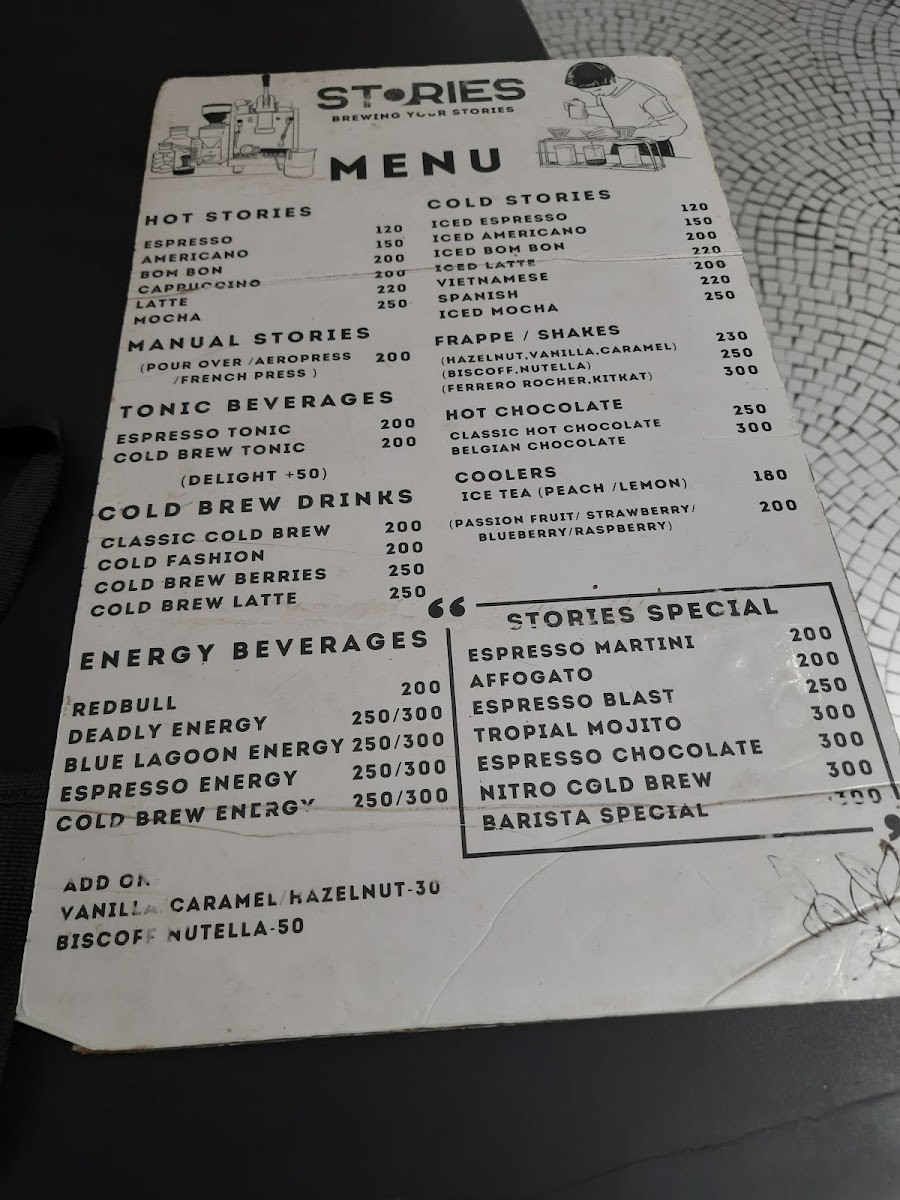 STORIES
BREWING YOUR STORIES
MENU
HOT STORIES
ESPRESSO 120
AMERICANO 150
BOM BON 200
CAPPUCCINO 200
LATTE 220
MOCHA 250
MANUAL STORIES
(POUR OVER /AEROPRESS 200
/FRENCH PRESS )
TONIC BEVERAGES
ESPRESSO TONIC 200
COLD BREW TONIC 200
(DELIGHT +50)
COLD BREW DRINKS
CLASSIC COLD BREW 200
COLD FASHION 200
COLD BREW BERRIES 250
COLD BREW LATTE 250
ENERGY BEVERAGES
REDBULL 200
DEADLY ENERGY 250/300
BLUE LAGOON ENERGY 250/300
ESPRESSO ENERGY 250/300
COLD BREW ENERGY 250/300
ADD ON
VANILLA CARAMEL/HAZELNUT-30
BISCOFF NUTELLA-50
COLD STORIES
ICED ESPRESSO 120
ICED AMERICANO 150
ICED BOM BON 200
ICED LATTE 220
VIETNAMESE 200
SPANISH 220
ICED MOCHA 250
FRAPPE / SHAKES
(HAZELNUT,VANILLA,CARAMEL) 230
(BISCOFF,NUTELLA) 250
(FERRERO ROCHER,KITKAT) 300
HOT CHOCOLATE
CLASSIC HOT CHOCOLATE 250
BELGIAN CHOCOLATE 300
COOLERS
ICE TEA (PEACH /LEMON) 180
(PASSION FRUIT/ STRAWBERRY/ 200
BLUEBERRY/RASPBERRY)
STORIES SPECIAL
ESPRESSO MARTINI 200
AFFOGATO 200
ESPRESSO BLAST 250
TROPIAL MOJITO 300
ESPRESSO CHOCOLATE 300
NITRO COLD BREW 300
BARISTA SPECIAL 300